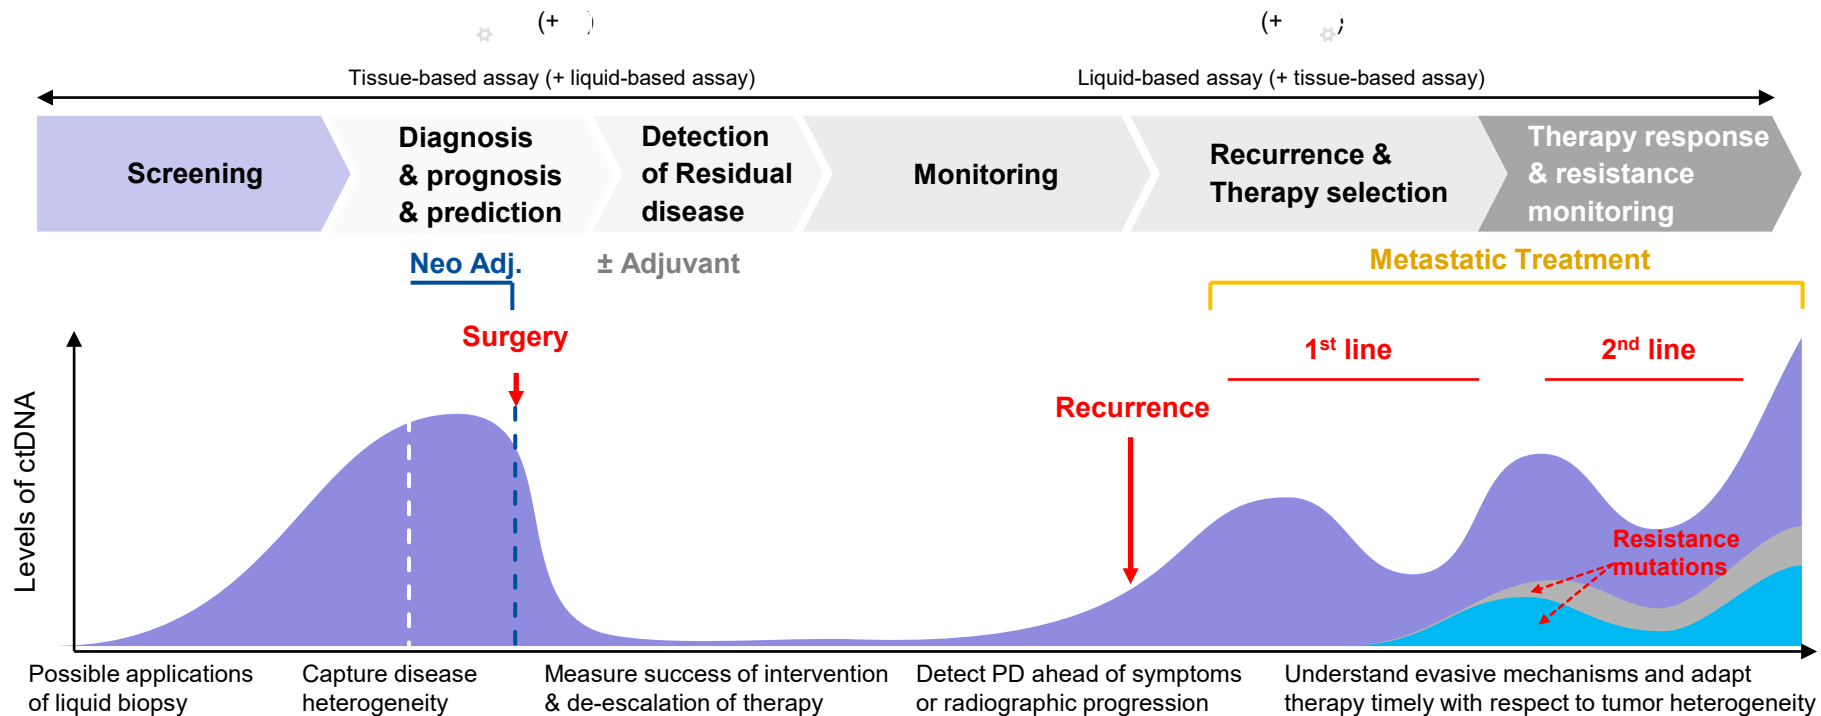 (+ )
(+ )
Tissue-based assay (+ liquid-based assay)
Liquid-based assay (+ tissue-based assay)
Screening
Diagnosis
& prognosis
& prediction
Detection
of Residual
disease
Monitoring
Recurrence &
Therapy selection
Therapy response
& resistance
monitoring
Neo Adj.
± Adjuvant
Metastatic Treatment
Surgery
1st line
2nd line
Recurrence
Levels of ctDNA
Resistance
mutations
Possible applications
of liquid biopsy
Capture disease
heterogeneity
Measure success of intervention
& de-escalation of therapy
Detect PD ahead of symptoms
or radiographic progression
Understand evasive mechanisms and adapt
therapy timely with respect to tumor heterogeneity